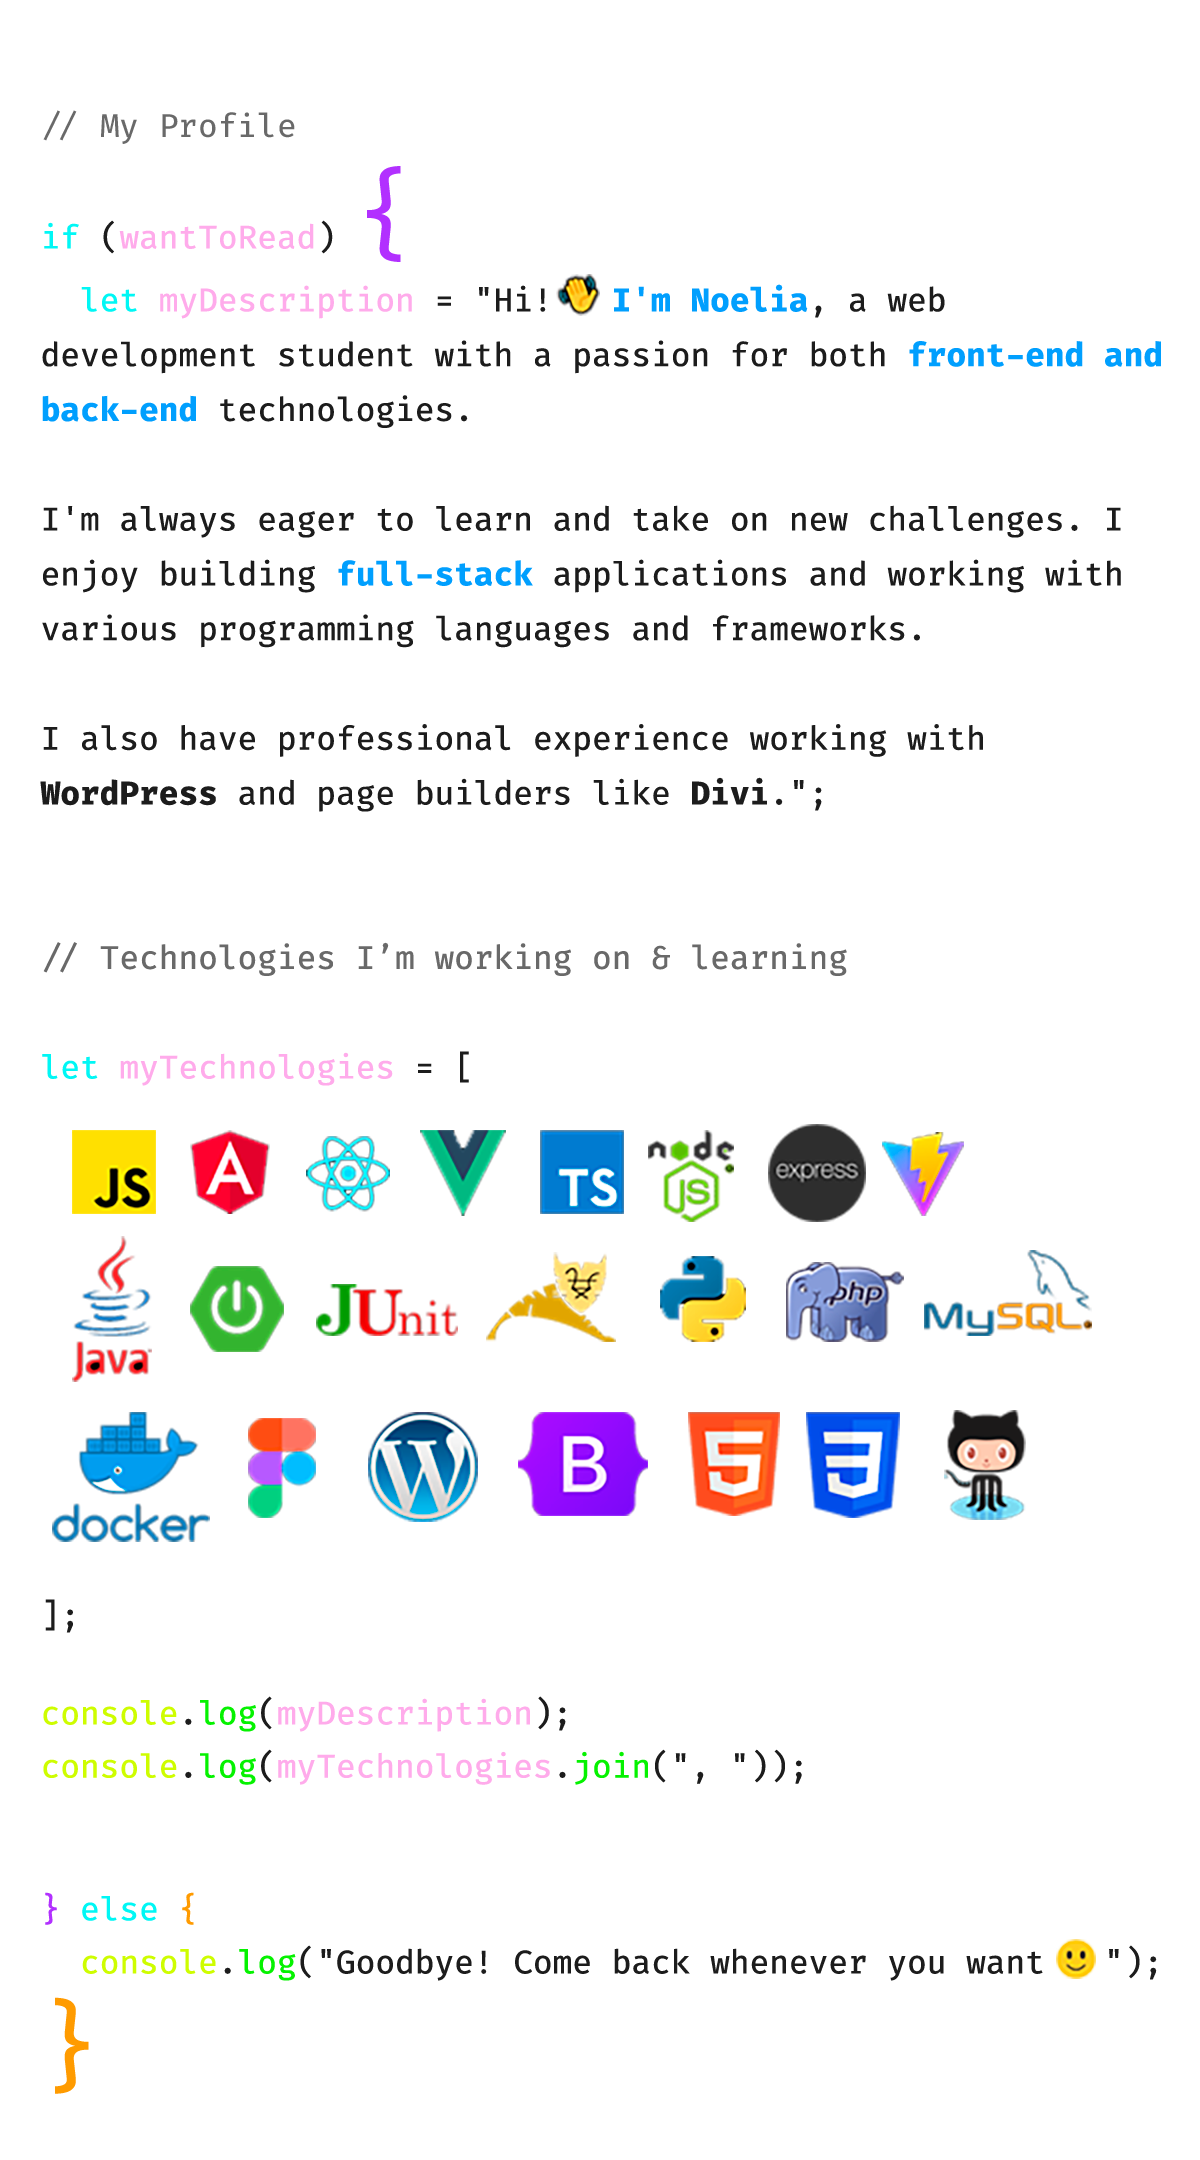 // My Profile
if (wantToRead) {
let myDescription = "Hi!👋 I'm Noelia, a web
development student with a passion for both front-end and
back-end technologies.
I'm always eager to learn and take on new challenges. I
enjoy building full-stack applications and working with
various programming languages and frameworks.
I also have professional experience working with
WordPress and page builders like Divi.";
// Technologies I’m working on & learning
let myTechnologies = [
JS A TS node JS express
Java JUnit php MySQL
docker W B 5 3
];
console.log(myDescription);
console.log(myTechnologies.join(", "));
} else {
console.log("Goodbye! Come back whenever you want 🙂");
}